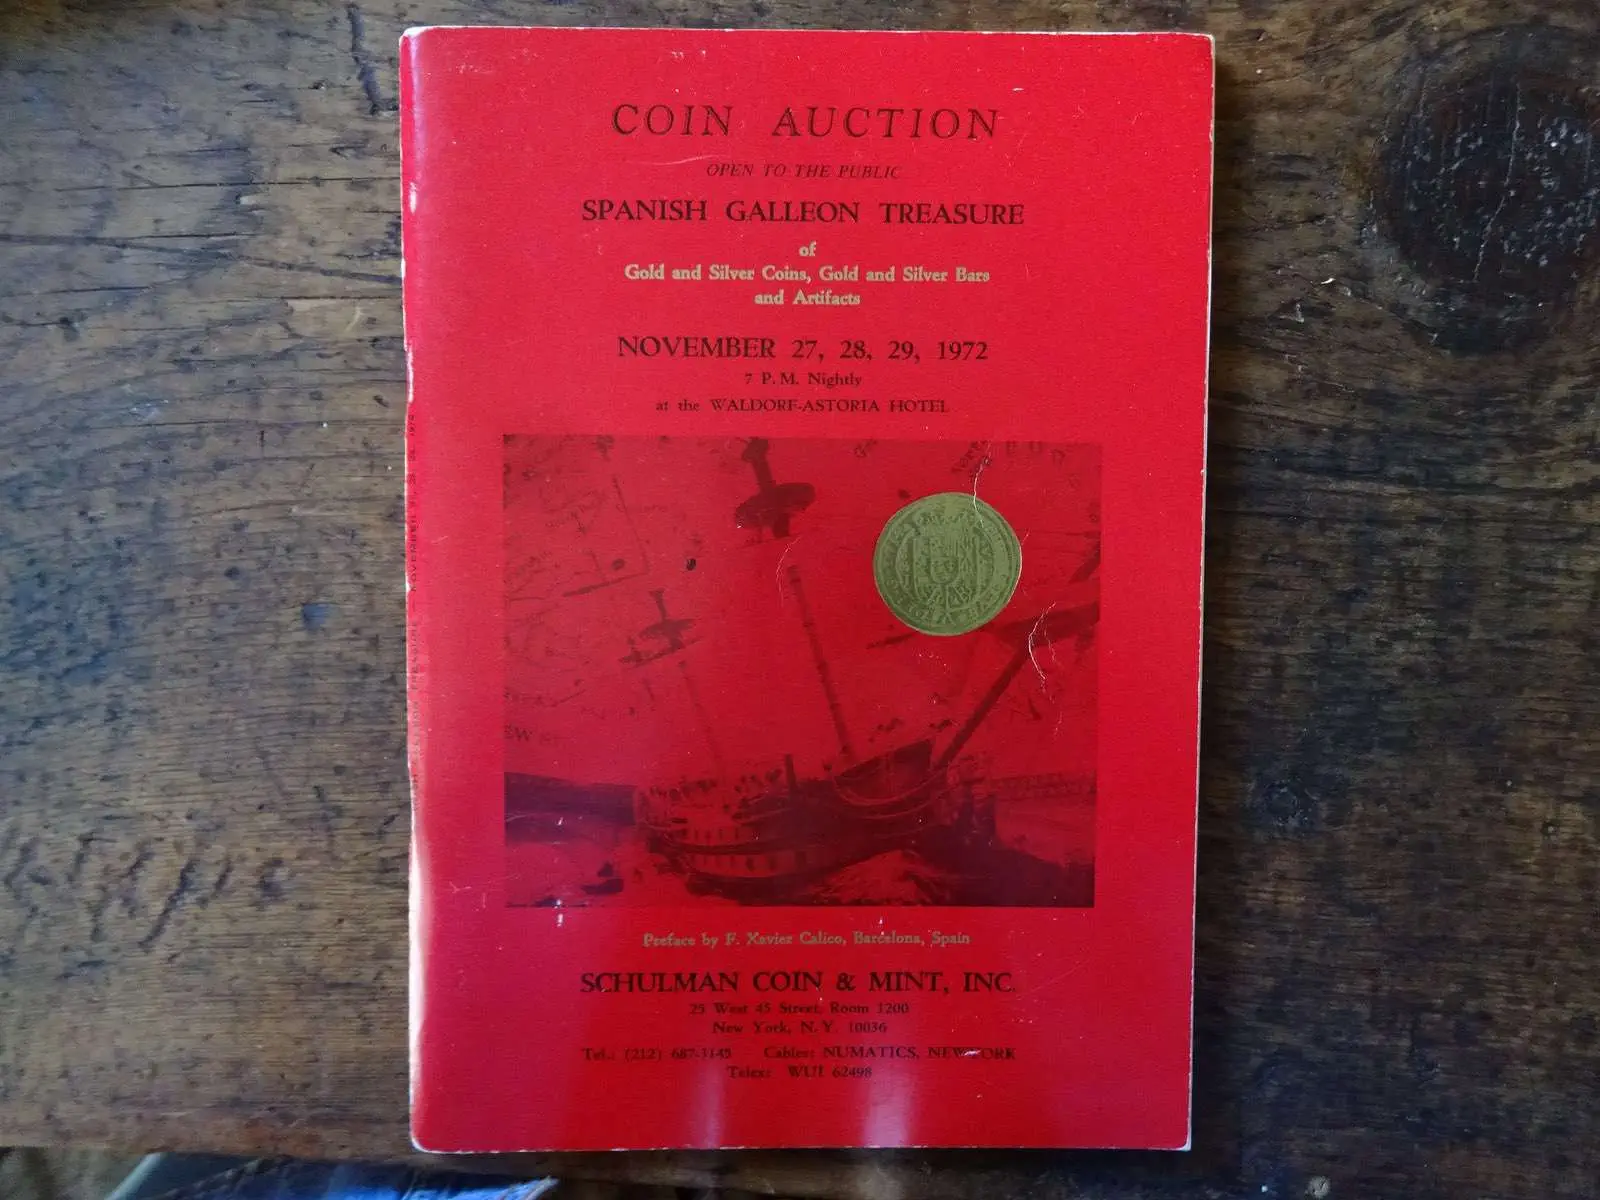 COIN AUCTION
OPEN TO THE PUBLIC
SPANISH GALLEON TREASURE
of
Gold and Silver Coins, Gold and Silver Bars
and Artifacts
NOVEMBER 27, 28, 29, 1972
7 P.M. Nightly
at the WALDORF-ASTORIA HOTEL
Preface by F. Xavier Calico, Barcelona, Spain
SCHULMAN COIN & MINT, INC.
25 West 45 Street, Room 1200
New York, N.Y. 10036
Tel.: (212) 687-3145 - Cables: NUMATICS, NEW YORK
Telex: WUI 62498